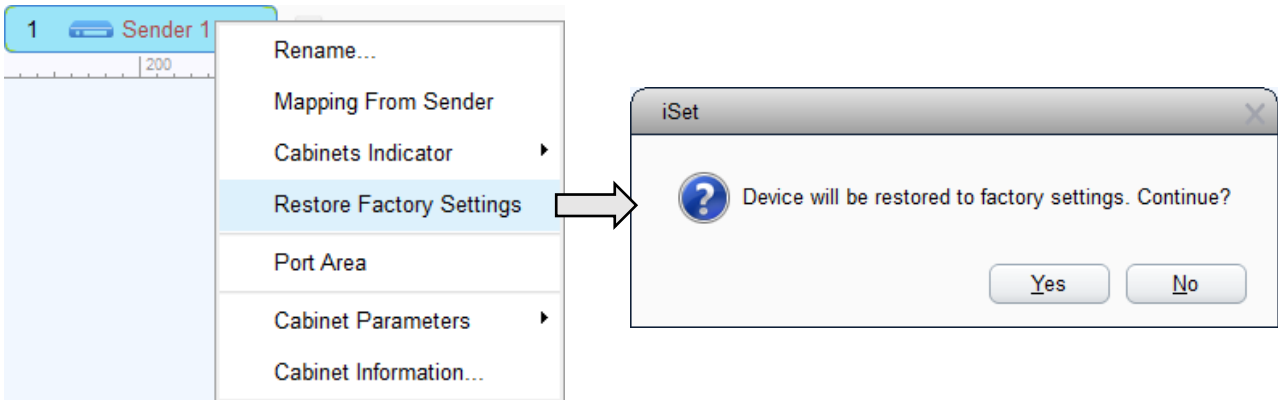 1 Sender 1
200
Rename...
Mapping From Sender
Cabinets Indicator
Restore Factory Settings
Port Area
Cabinet Parameters
Cabinet Information...
iSet
Device will be restored to factory settings. Continue?
Yes No